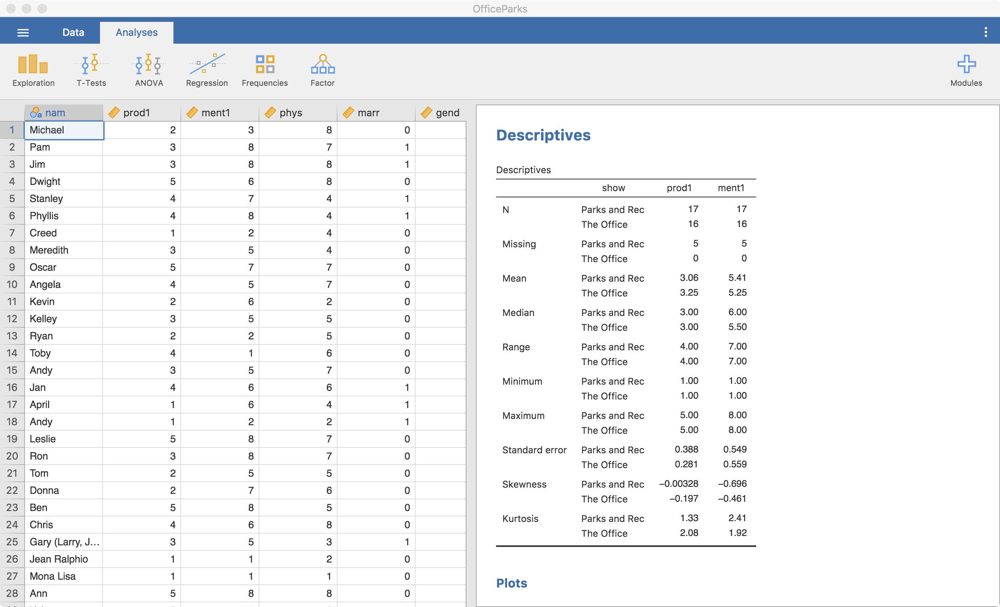 OfficeParks
Data Analyses
Exploration T-Tests ANOVA Regression Frequencies Factor Modules
a nam prod1 ment1 phys marr gend
1 Michael 2 3 8 0
2 Pam 3 8 7 1
3 Jim 3 8 8 1
4 Dwight 5 6 8 0
5 Stanley 4 7 4 1
6 Phyllis 4 8 4 1
7 Creed 1 2 4 0
8 Meredith 3 5 4 0
9 Oscar 5 7 7 0
10 Angela 4 5 7 0
11 Kevin 2 6 2 0
12 Kelley 3 5 5 0
13 Ryan 2 2 5 0
14 Toby 4 1 6 0
15 Andy 3 5 7 0
16 Jan 4 6 6 1
17 April 1 6 4 1
18 Andy 1 2 2 1
19 Leslie 5 8 7 0
20 Ron 3 8 7 0
21 Tom 2 5 5 0
22 Donna 2 7 6 0
23 Ben 5 8 5 0
24 Chris 4 6 8 0
25 Gary (Larry, J... 3 5 3 1
26 Jean Ralphio 1 1 2 0
27 Mona Lisa 1 1 1 0
28 Ann 5 8 8 0
Descriptives
Descriptives
show prod1 ment1
N Parks and Rec 17 17
The Office 16 16
Missing Parks and Rec 5 5
The Office 0 0
Mean Parks and Rec 3.06 5.41
The Office 3.25 5.25
Median Parks and Rec 3.00 6.00
The Office 3.00 5.50
Range Parks and Rec 4.00 7.00
The Office 4.00 7.00
Minimum Parks and Rec 1.00 1.00
The Office 1.00 1.00
Maximum Parks and Rec 5.00 8.00
The Office 5.00 8.00
Standard error Parks and Rec 0.388 0.549
The Office 0.281 0.559
Skewness Parks and Rec −0.00328 −0.696
The Office −0.197 −0.461
Kurtosis Parks and Rec 1.33 2.41
The Office 2.08 1.92
Plots